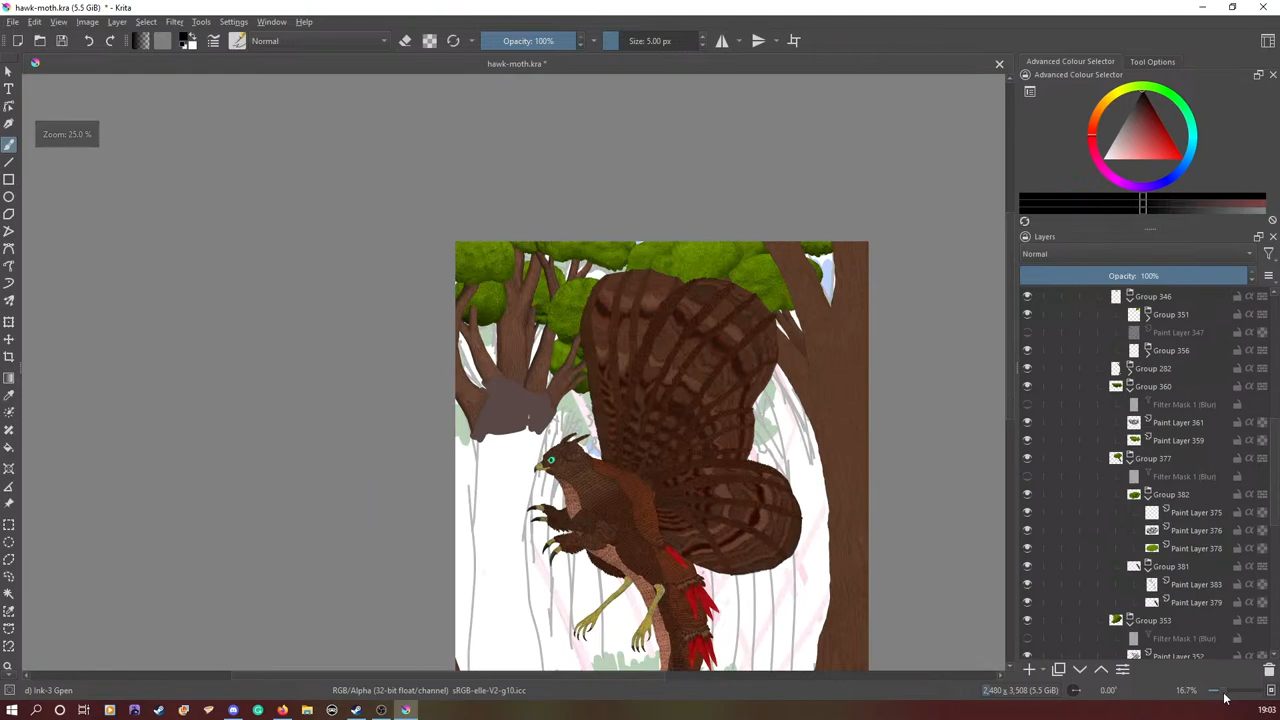 hawk-moth.kra (5.5 GiB) * - Krita
File Edit View Image Layer Select Filter Tools Settings Window Help
Normal Opacity: 100% Size: 5.00 px
hawk-moth.kra *
Advanced Colour Selector Tool Options
Advanced Colour Selector
Zoom: 25.0 %
Layers
Normal
Opacity: 100%
Group 346
Group 351
Paint Layer 347
Group 356
Group 282
Group 360
Filter Mask 1 (Blur)
Paint Layer 361
Paint Layer 359
Group 377
Filter Mask 1 (Blur)
Group 382
Paint Layer 375
Paint Layer 376
Paint Layer 378
Group 381
Paint Layer 383
Paint Layer 379
Group 353
Filter Mask 1 (Blur)
Paint Layer 352
d) Ink-3 Gpen RGB/Alpha (32-bit float/channel) sRGB-elle-V2-g10.icc 2,480 x 3,508 (5.5 GiB) 0.00° 16.7%
19:03